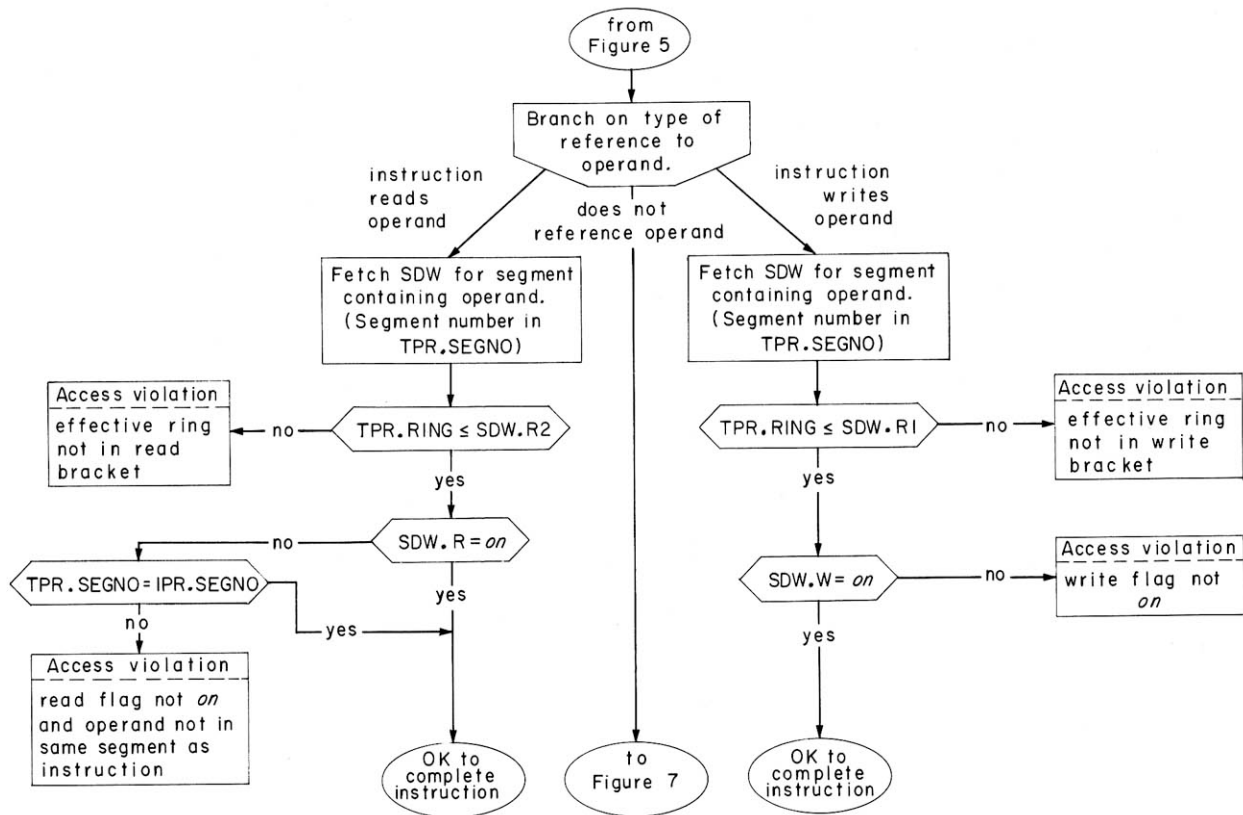 from
Figure 5
Branch on type of
reference to
operand.
instruction
reads
operand
does not
reference operand
instruction
writes
operand
Fetch SDW for segment
containing operand.
(Segment number in
TPR.SEGNO)
Fetch SDW for segment
containing operand.
(Segment number in
TPR.SEGNO)
Access violation
effective ring
not in read
bracket
no
TPR.RING ≤ SDW.R2
TPR.RING ≤ SDW.R1
no
Access violation
effective ring
not in write
bracket
yes
yes
no
SDW.R = on
TPR.SEGNO = IPR.SEGNO
yes
SDW.W = on
no
Access violation
write flag not
on
no
yes
yes
Access violation
read flag not on
and operand not in
same segment as
instruction
OK to
complete
instruction
to
Figure 7
OK to
complete
instruction